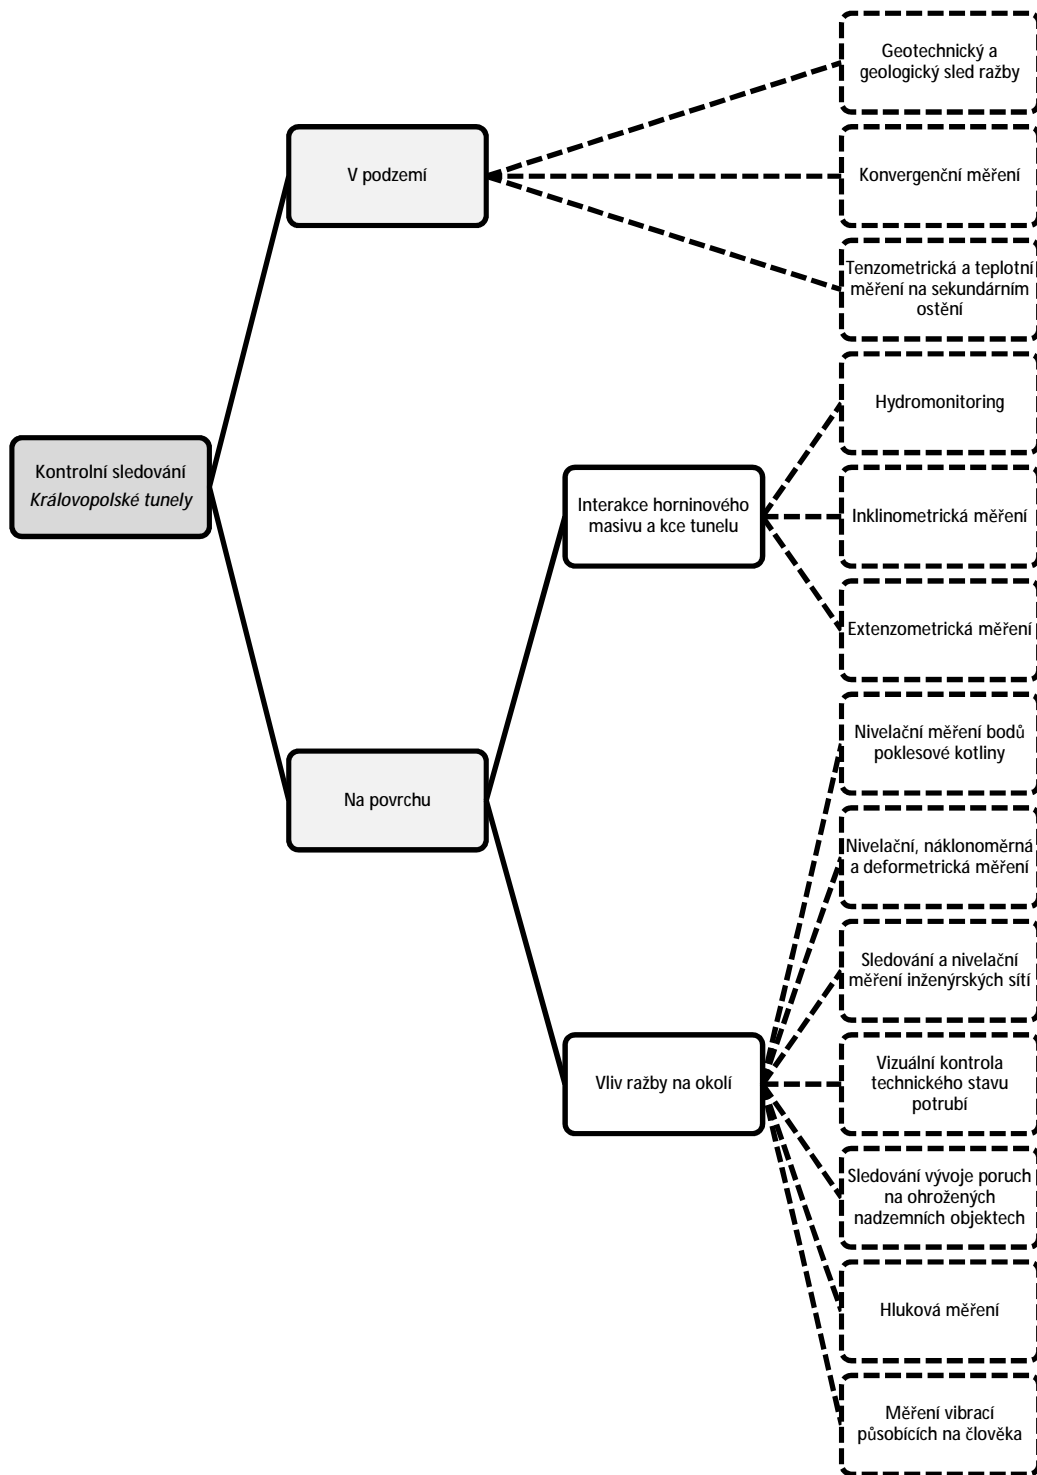 Geotechnický a
geologický sled ražby
V podzemí
Konvergenční měření
Tenzometrická a teplotní
měření na sekundárním
ostění
Hydromonitoring
Kontrolní sledování
Královopolské tunely
Interakce horninového
masivu a kce tunelu
Inklinometrická měření
Extenzometrická měření
Nivelační měření bodů
poklesové kotliny
Na povrchu
Nivelační, náklonoměrná
a deformetrická měření
Sledování a nivelační
měření inženýrských sítí
Vliv ražby na okolí
Vizuální kontrola
technického stavu
potrubí
Sledování vývoje poruch
na ohrožených
nadzemních objektech
Hluková měření
Měření vibrací
působících na člověka